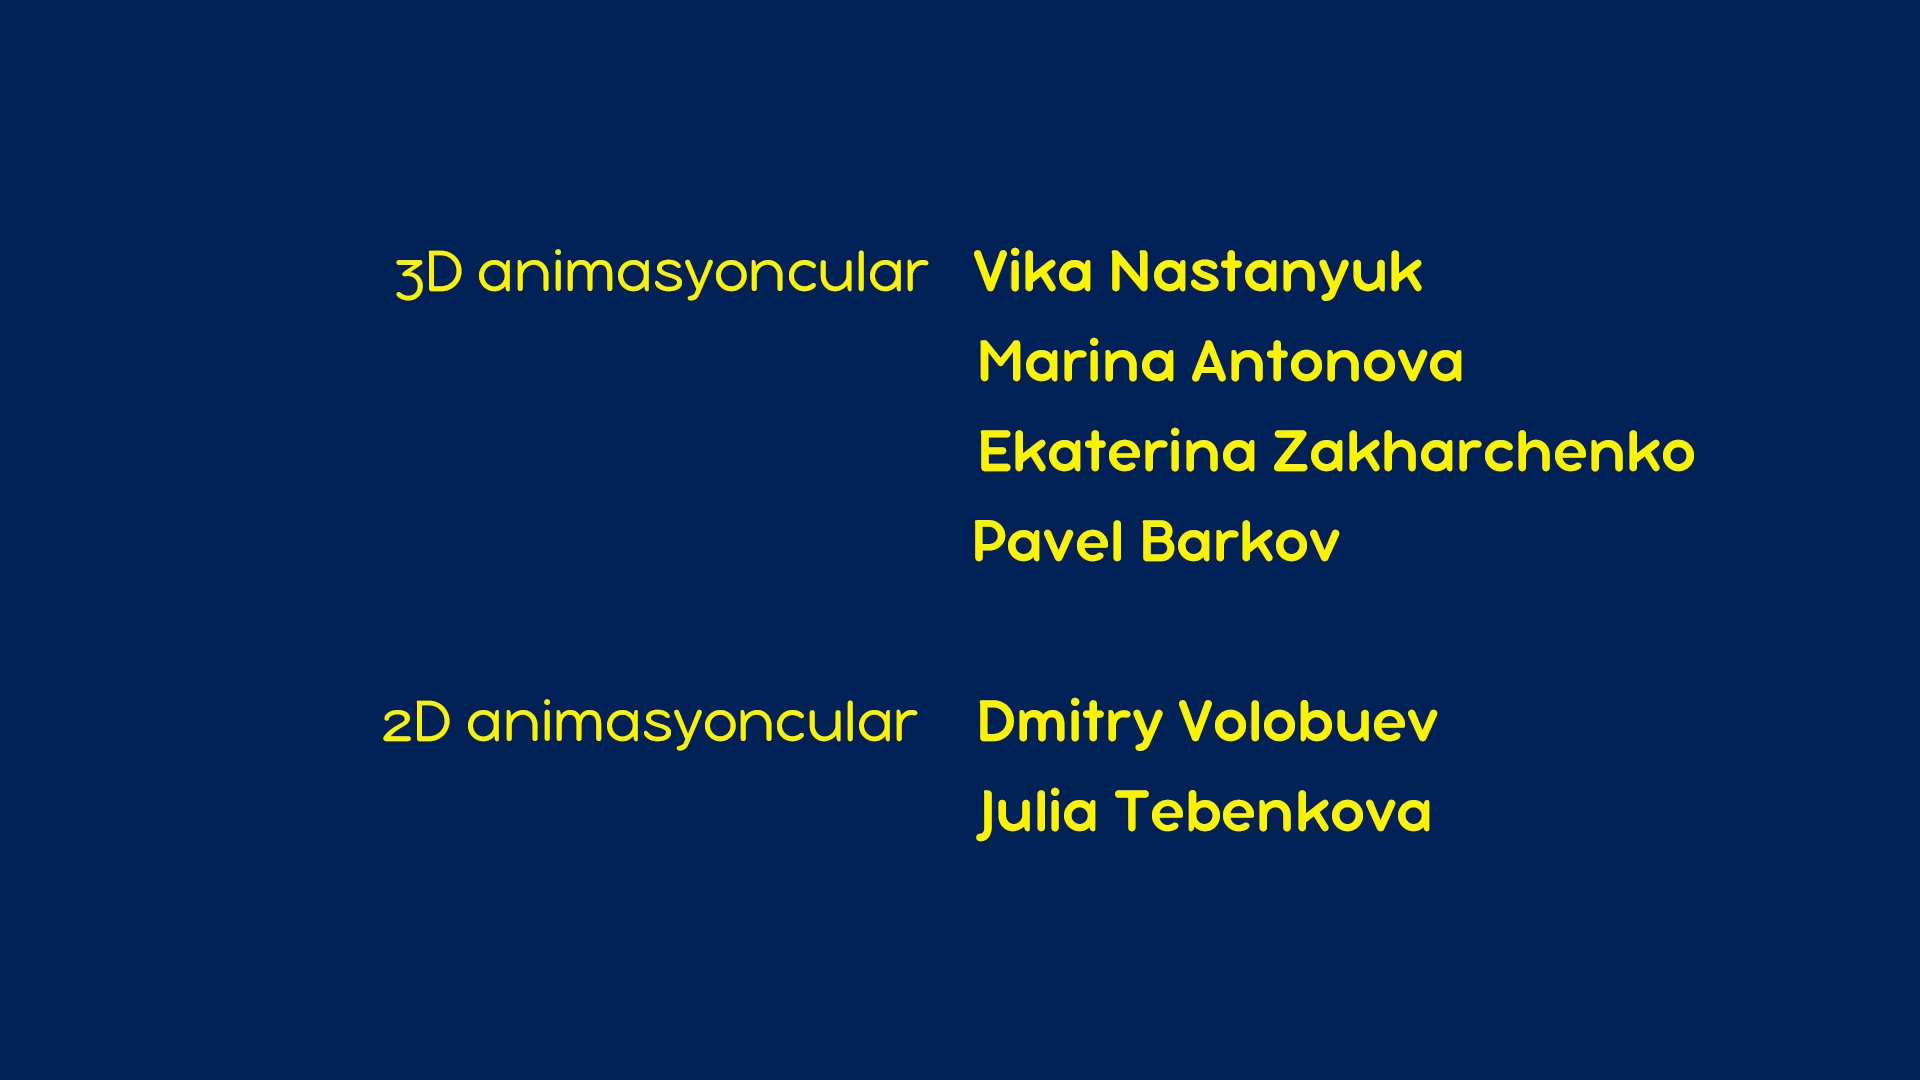 3D animasyoncular Vika Nastanyuk
Marina Antonova
Ekaterina Zakharchenko
Pavel Barkov
2D animasyoncular Dmitry Volobuev
Julia Tebenkova